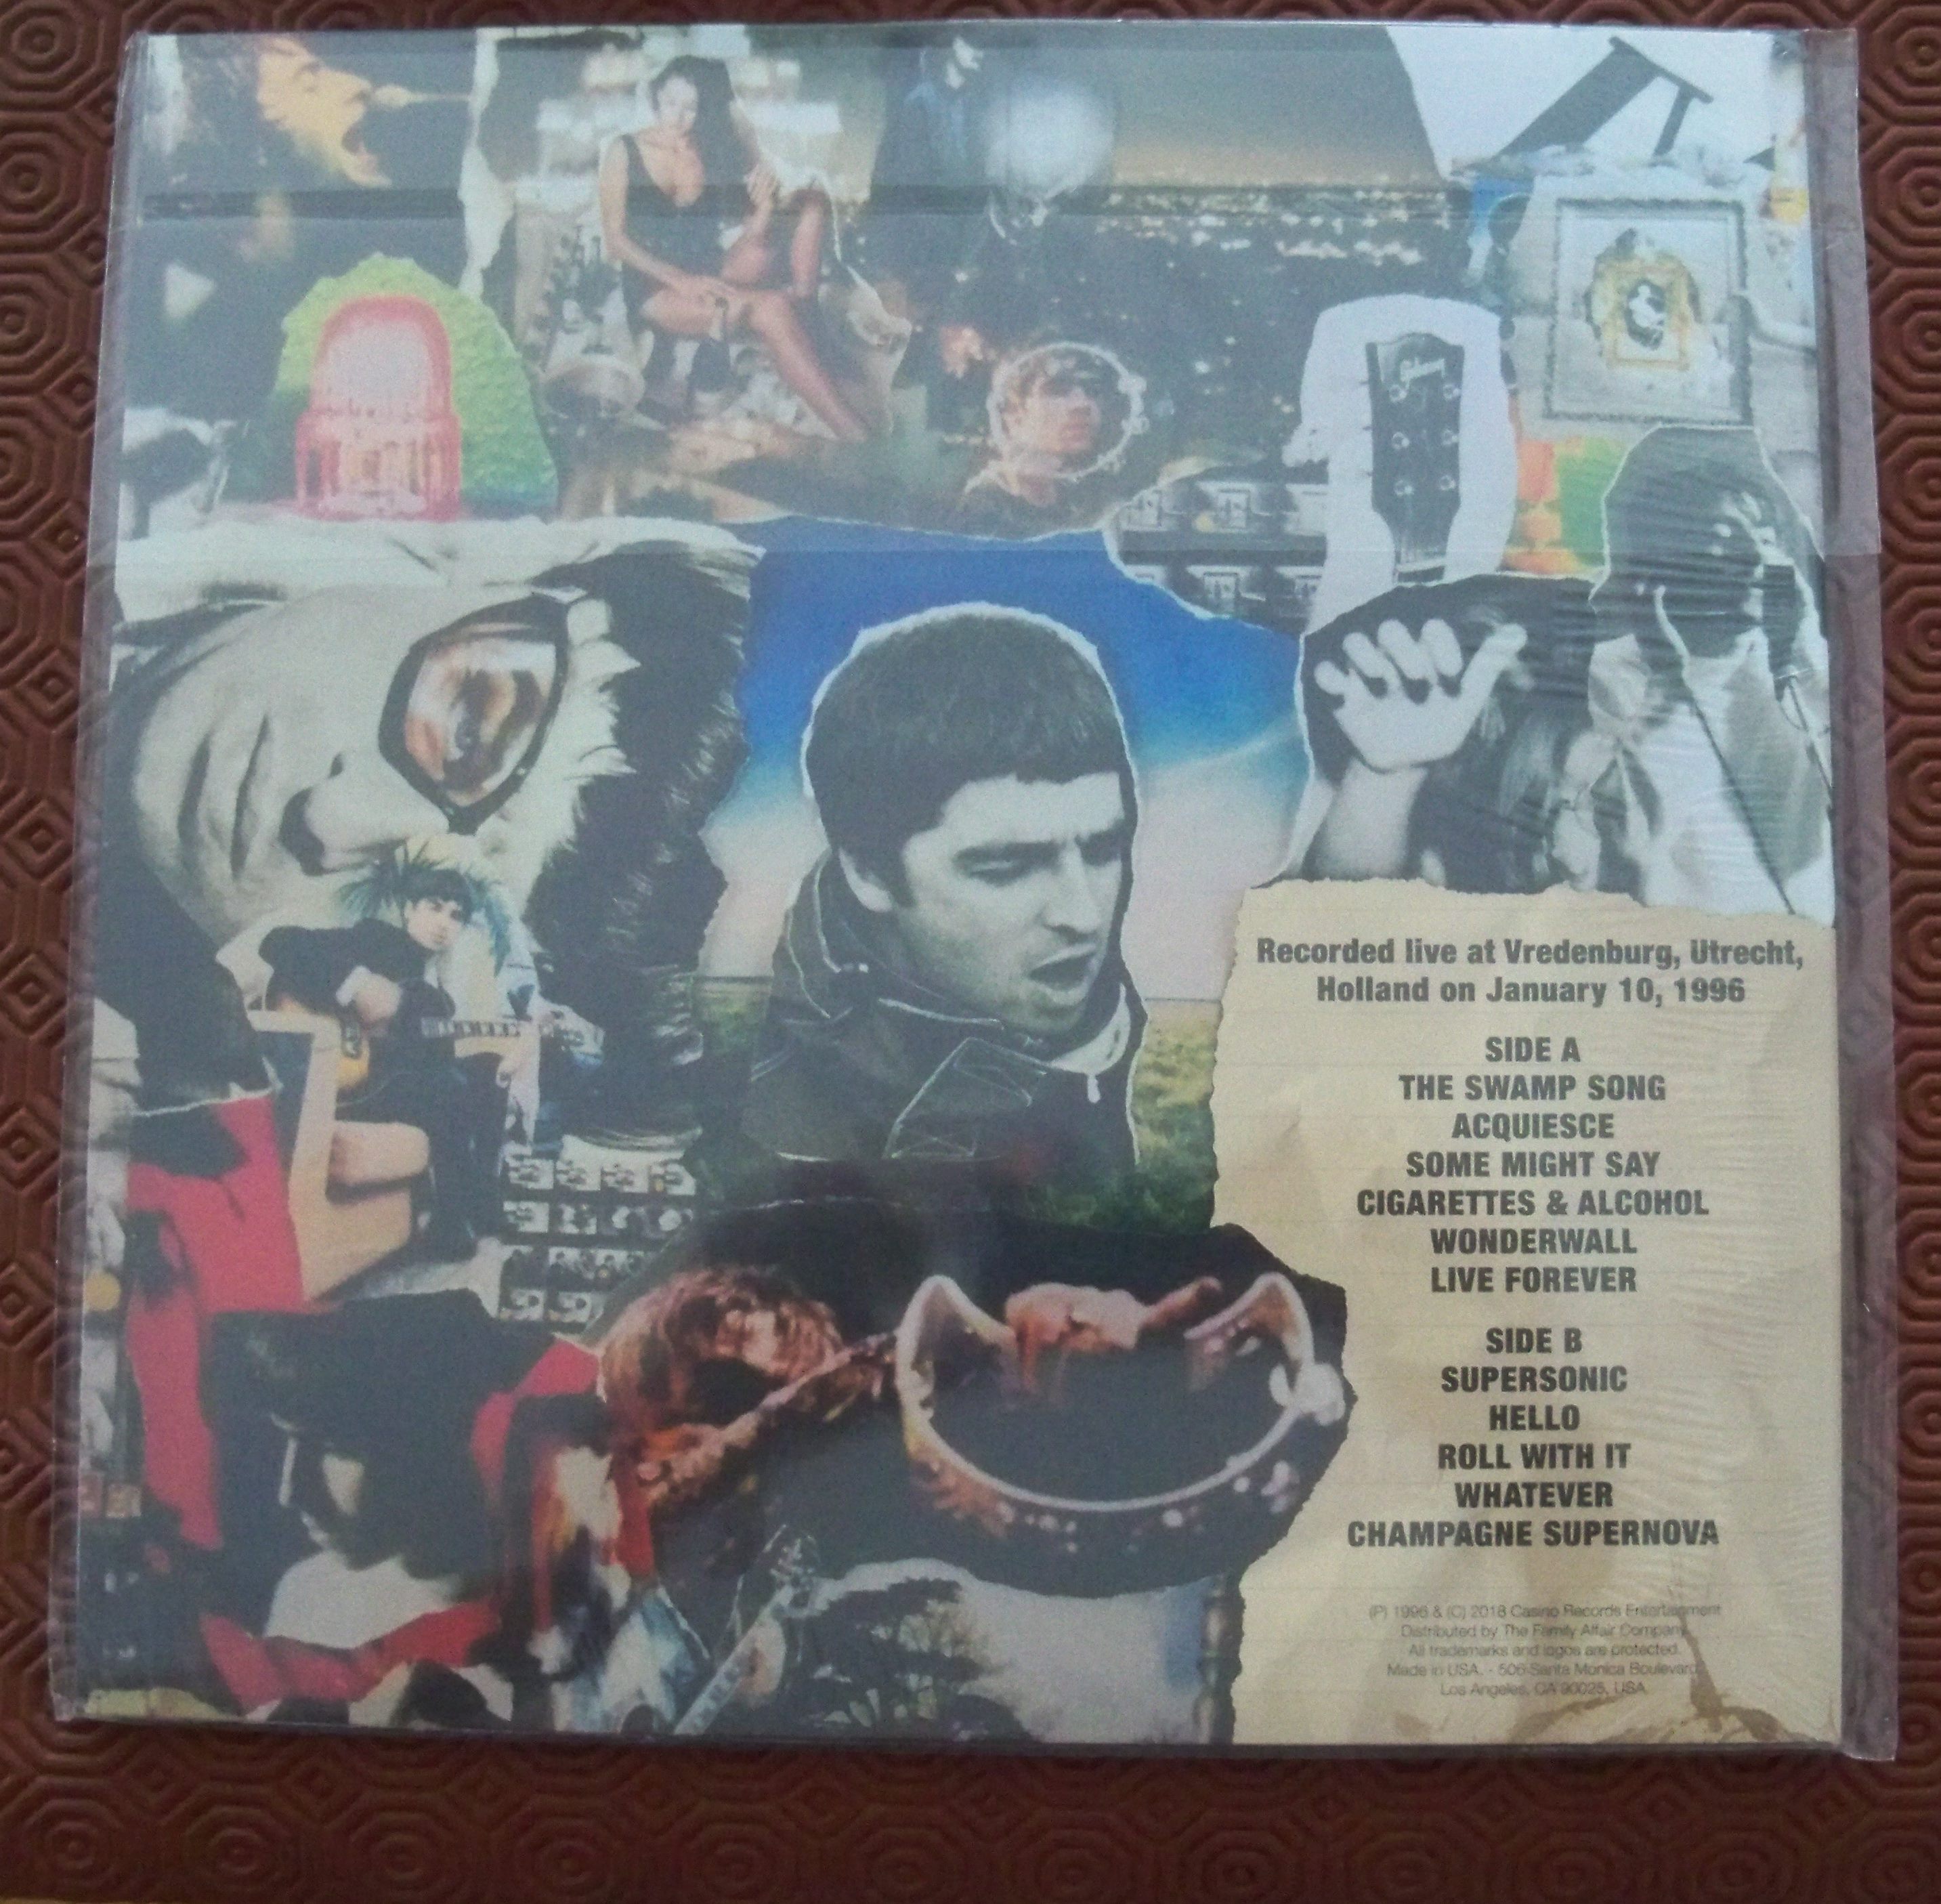 Gibson
Recorded live at Vredenburg, Utrecht,
Holland on January 10, 1996
SIDE A
THE SWAMP SONG
ACQUIESCE
SOME MIGHT SAY
CIGARETTES & ALCOHOL
WONDERWALL
LIVE FOREVER
SIDE B
SUPERSONIC
HELLO
ROLL WITH IT
WHATEVER
CHAMPAGNE SUPERNOVA
(P) 1996 & (C) 2018 Casino Records Entertainment
Distributed by The Family Affair Company
All trademarks and logos are protected.
Made in USA. - 506 Santa Monica Boulevard
Los Angeles, CA 90025, USA